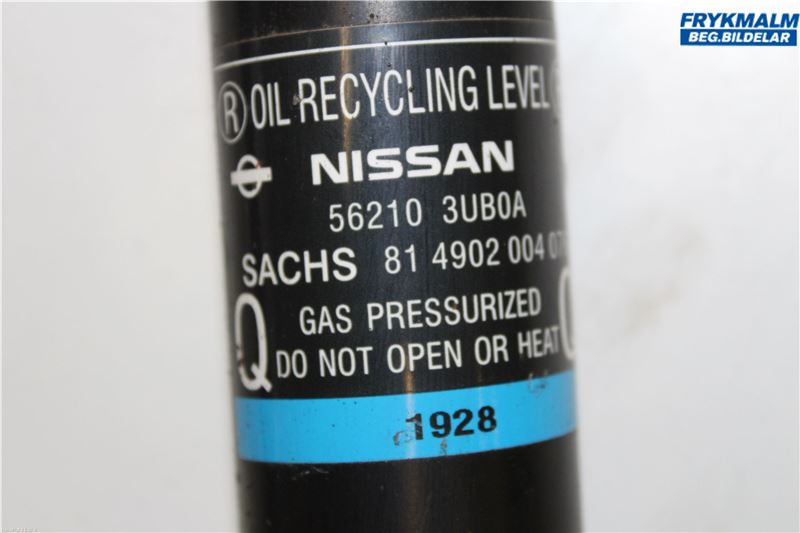 FRYKMALM
BEG.BILDELAR
R OIL RECYCLING LEVEL
NISSAN
56210 3UB0A
SACHS 81 4902 004 07
Q GAS PRESSURIZED Q
DO NOT OPEN OR HEAT
1928